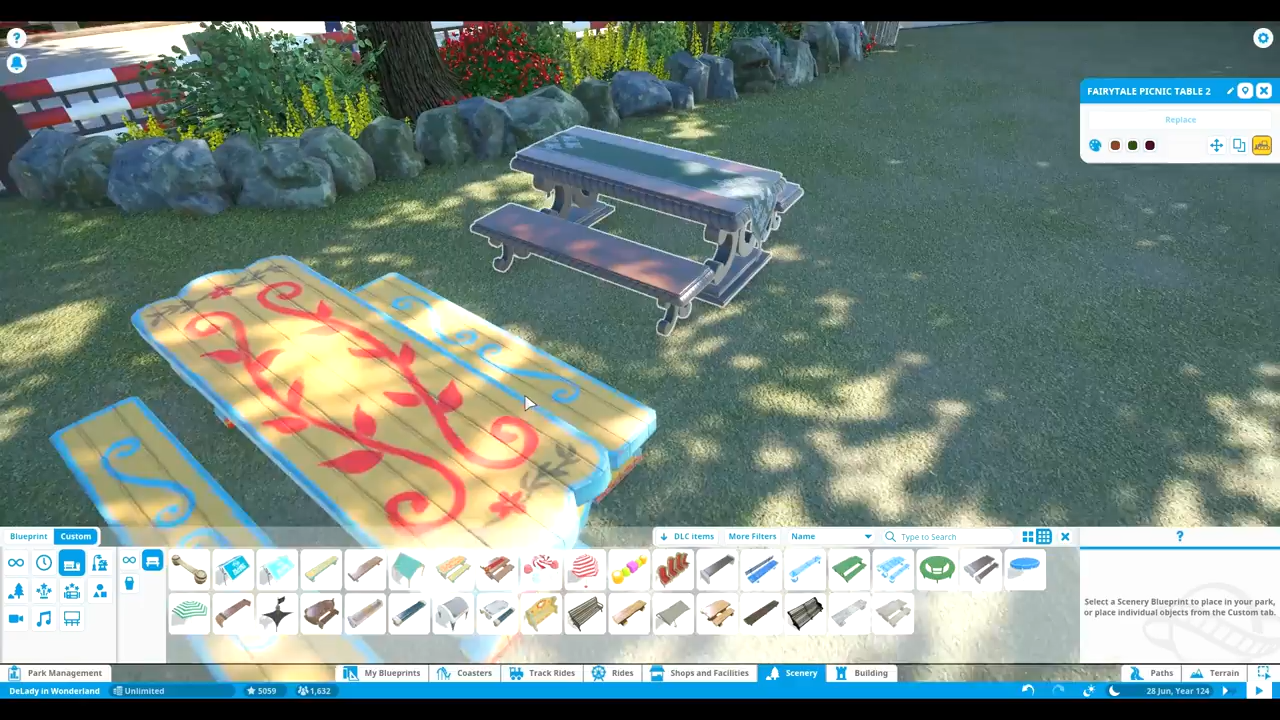 ?
FAIRYTALE PICNIC TABLE 2
Replace
Blueprint Custom
DLC items More Filters Name Type to Search
?
Select a Scenery Blueprint to place in your park,
or place individual objects from the Custom tab.
Park Management My Blueprints Coasters Track Rides Rides Shops and Facilities Scenery Building Paths Terrain
DeLady in Wonderland Unlimited 5059 1,632 28 Jun, Year 124